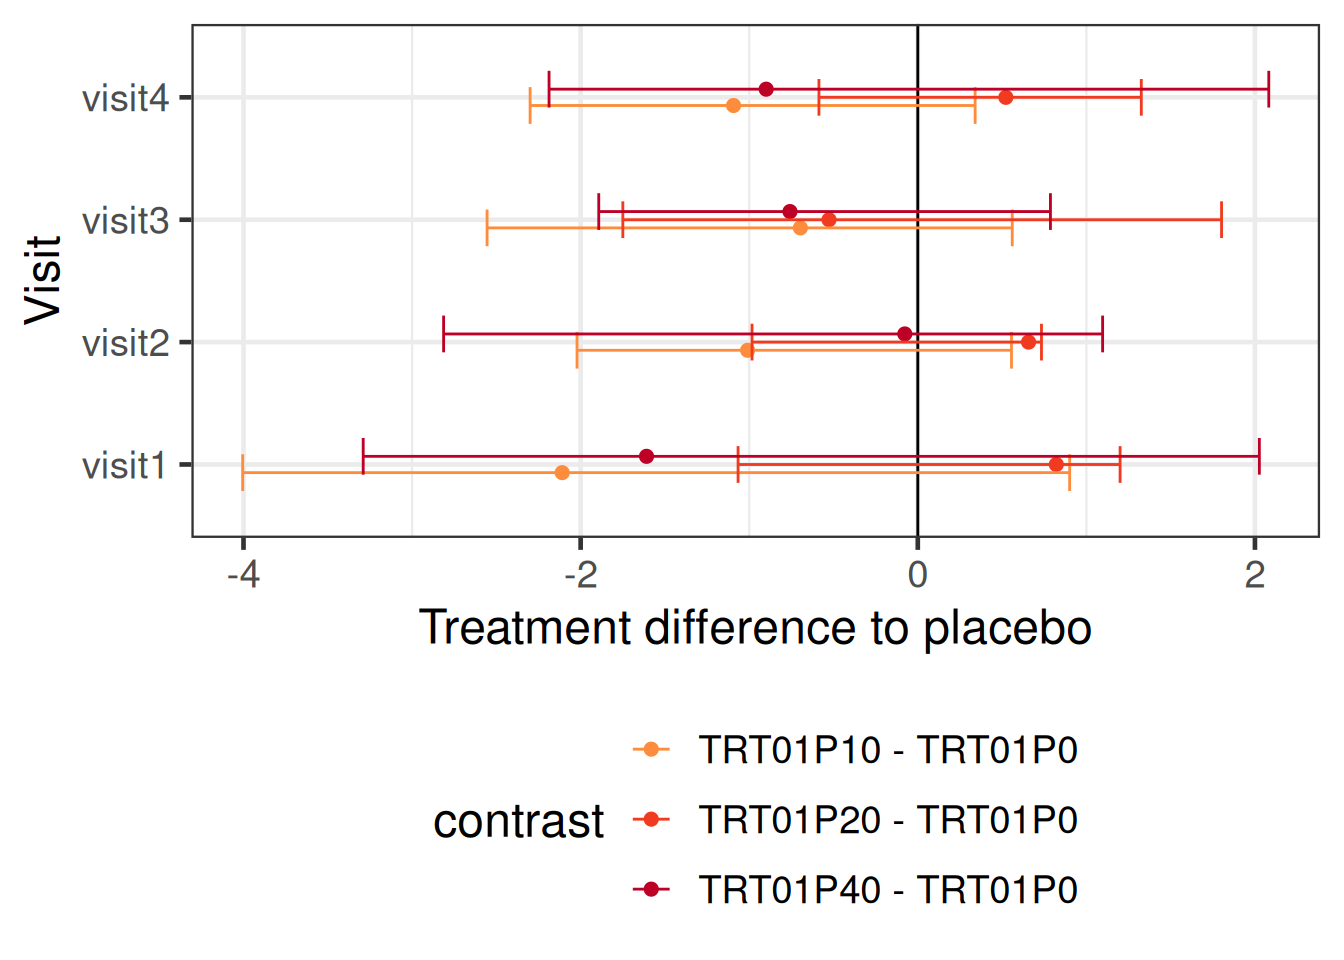 visit4
visit3
visit2
visit1
Visit
-4 -2 0 2
Treatment difference to placebo
contrast
TRT01P10 - TRT01P0
TRT01P20 - TRT01P0
TRT01P40 - TRT01P0